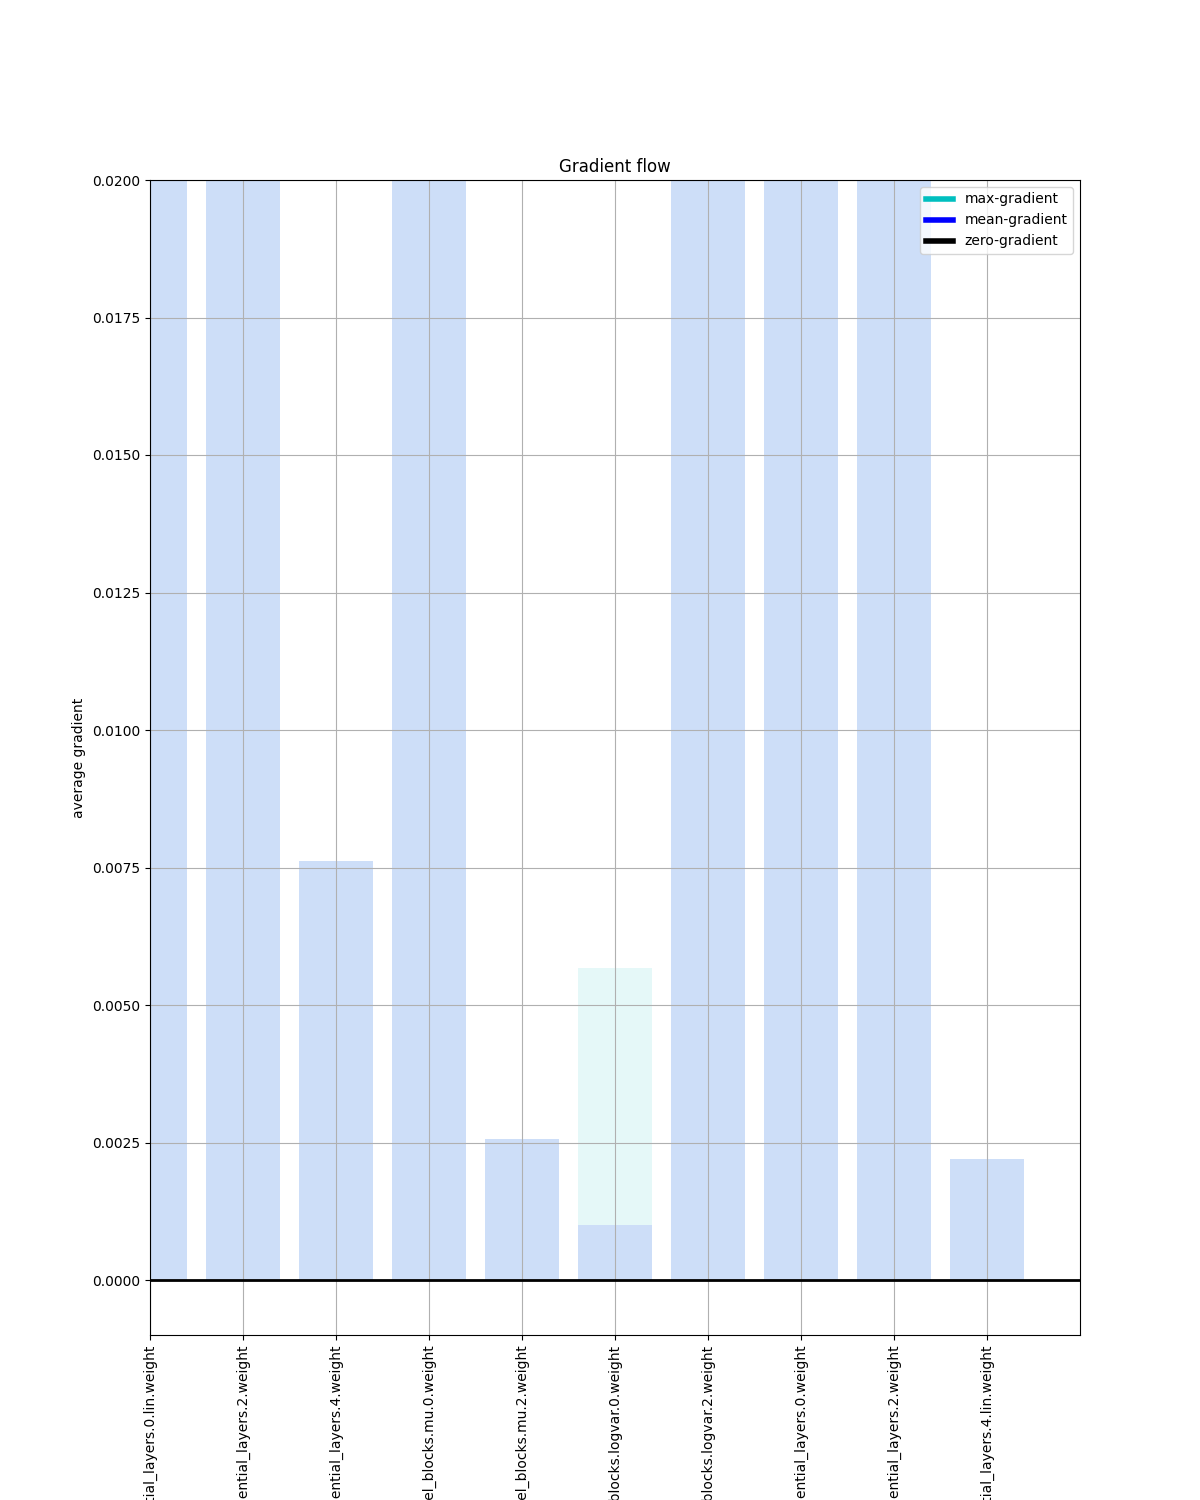 Gradient flow
max-gradient
mean-gradient
zero-gradient
average gradient
0.0200
0.0175
0.0150
0.0125
0.0100
0.0075
0.0050
0.0025
0.0000
tial_layers.0.lin.weight
ential_layers.2.weight
ential_layers.4.weight
el_blocks.mu.0.weight
el_blocks.mu.2.weight
blocks.logvar.0.weight
blocks.logvar.2.weight
ential_layers.0.weight
ential_layers.2.weight
tial_layers.4.lin.weight